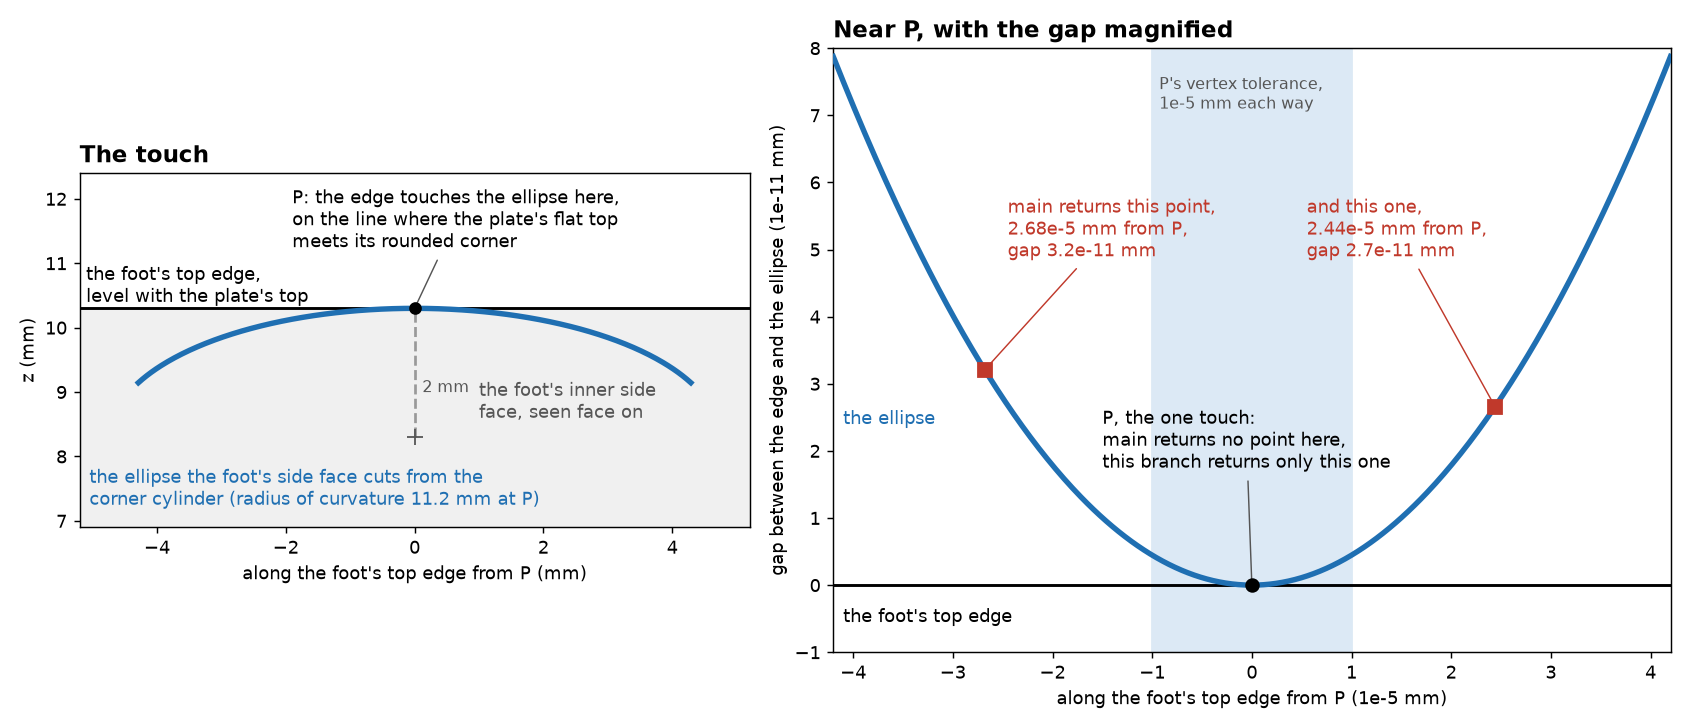 The touch
12
11
10
9
8
7
z (mm)
P: the edge touches the ellipse here,
on the line where the plate's flat top
meets its rounded corner
the foot's top edge,
level with the plate's top
2 mm
the foot's inner side
face, seen face on
the ellipse the foot's side face cuts from the
corner cylinder (radius of curvature 11.2 mm at P)
−4
−2
0
2
4
along the foot's top edge from P (mm)
Near P, with the gap magnified
8
7
6
5
4
3
2
1
0
−1
gap between the edge and the ellipse (1e-11 mm)
P's vertex tolerance,
1e-5 mm each way
main returns this point,
2.68e-5 mm from P,
gap 3.2e-11 mm
and this one,
2.44e-5 mm from P,
gap 2.7e-11 mm
the ellipse
P, the one touch:
main returns no point here,
this branch returns only this one
the foot's top edge
−4
−3
−2
−1
0
1
2
3
4
along the foot's top edge from P (1e-5 mm)